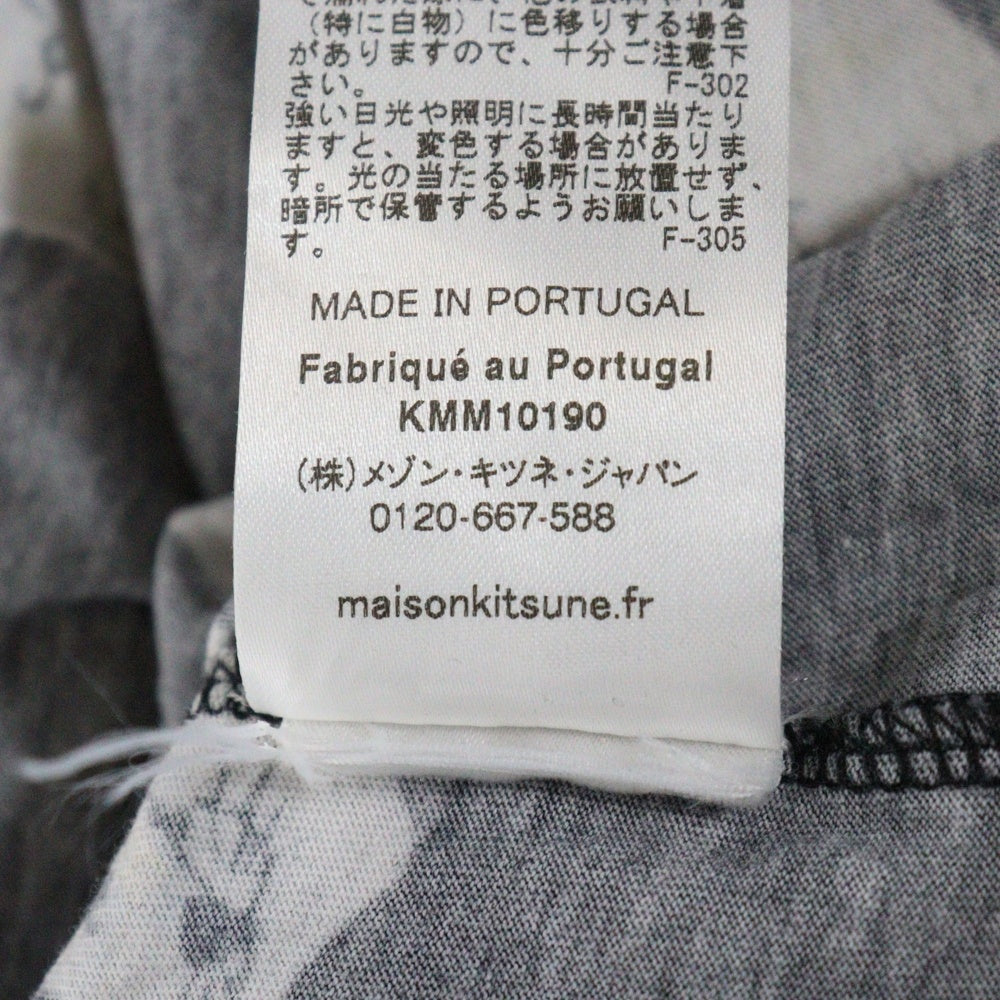 (特に白物)に色移りする場合
がありますので、十分ご注意下
さい。 F-302
強い日光や照明に長時間当たり
ますと、変色する場合がありま
す。光の当たる場所に放置せず、
暗所で保管するようお願いしま
す。 F-305
MADE IN PORTUGAL
Fabriqué au Portugal
KMM10190
(株)メゾン・キツネ・ジャパン
0120-667-588
maisonkitsune.fr